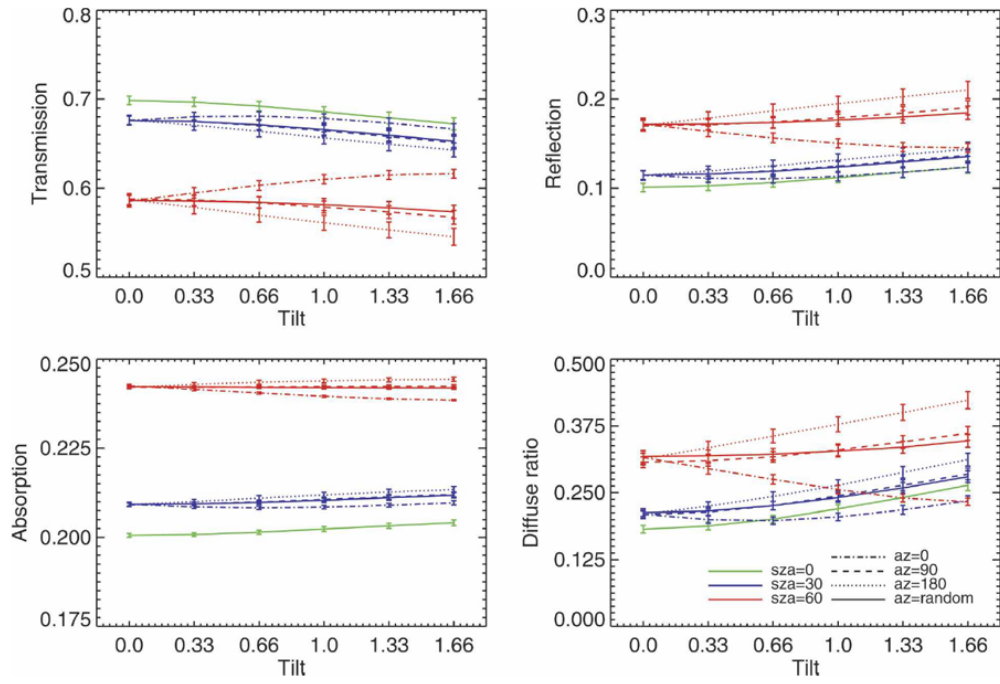 Transmission
0.8
0.7
0.6
0.5
0.0 0.33 0.66 1.0 1.33 1.66
Tilt
Reflection
0.3
0.2
0.1
0.0
0.0 0.33 0.66 1.0 1.33 1.66
Tilt
Absorption
0.250
0.225
0.200
0.175
0.0 0.33 0.66 1.0 1.33 1.66
Tilt
Diffuse ratio
0.500
0.375
0.250
0.125
0.000
0.0 0.33 0.66 1.0 1.33 1.66
Tilt
sza=0
sza=30
sza=60
az=0
az=90
az=180
az=random